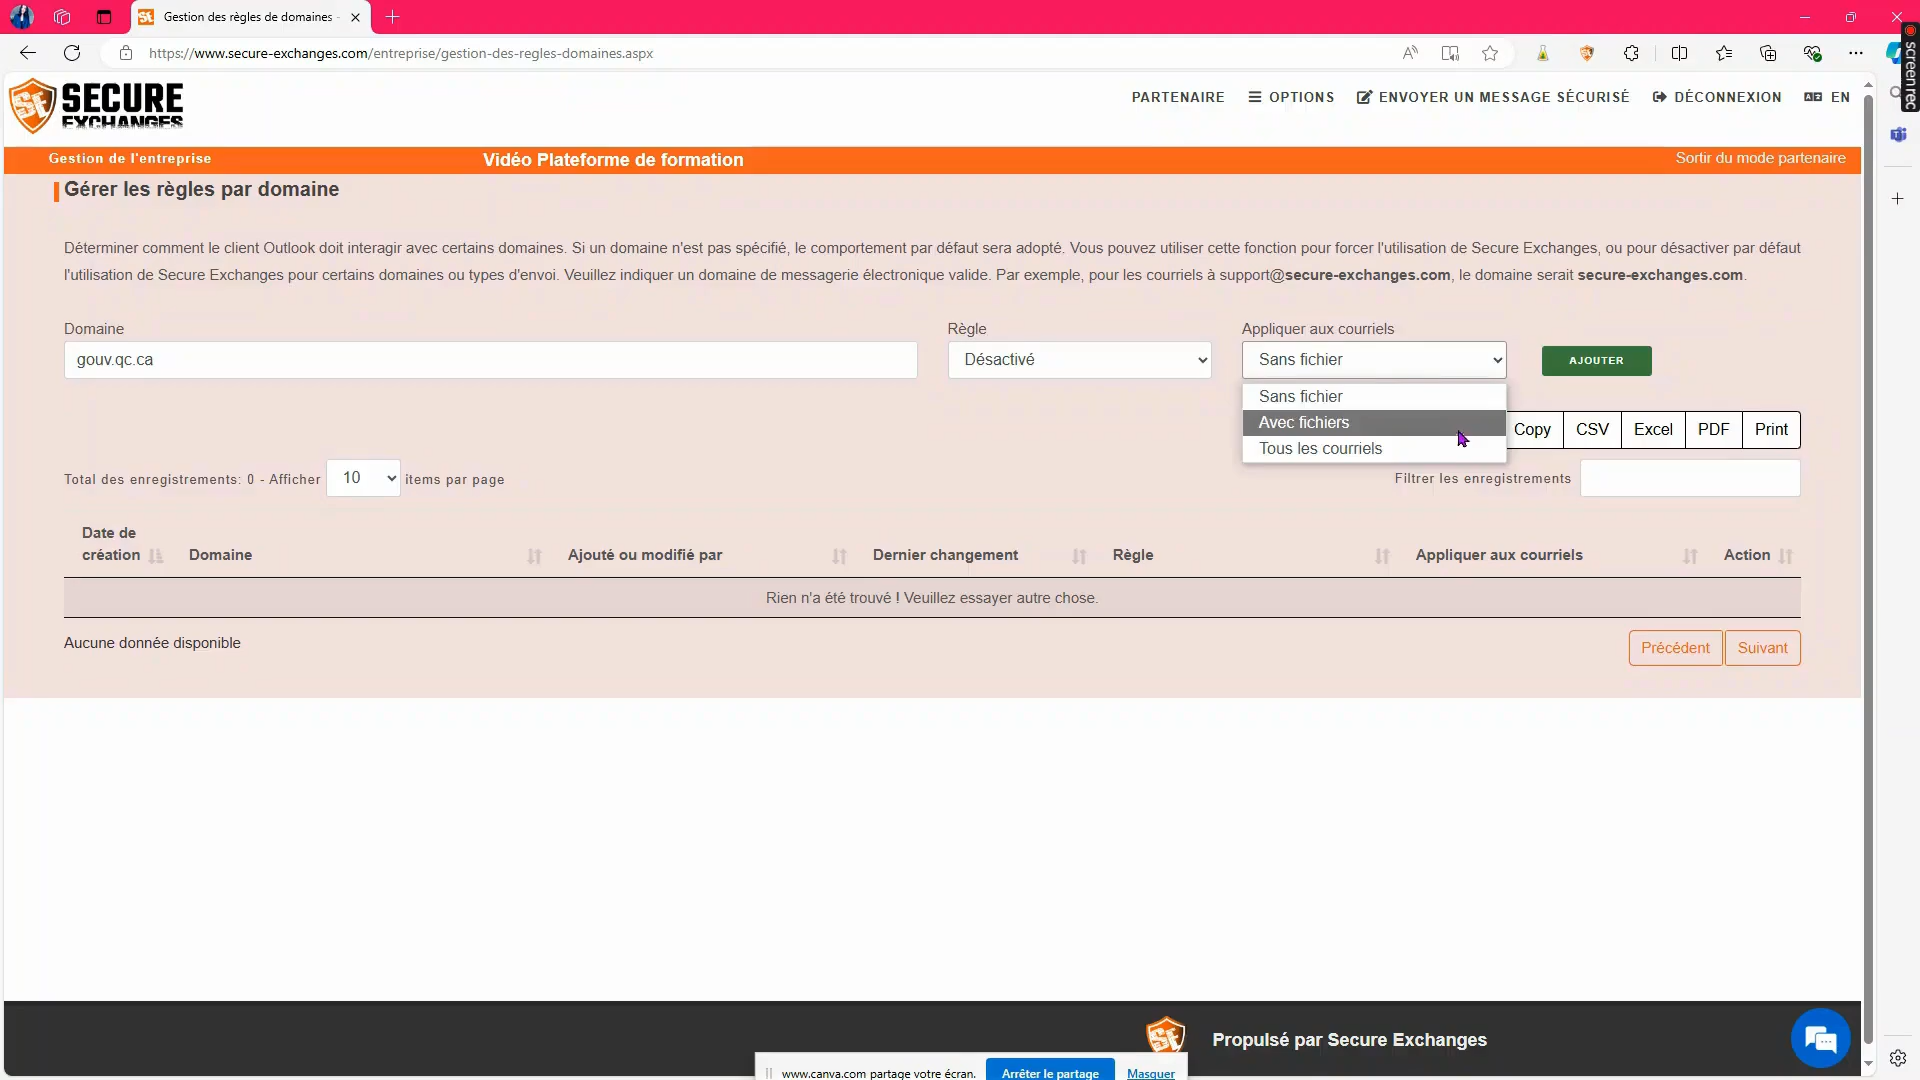 Gestion des règles de domaines -
https://www.secure-exchanges.com/entreprise/gestion-des-regles-domaines.aspx
screenrec
SE SECURE
EXCHANGES
PARTENAIRE
OPTIONS
ENVOYER UN MESSAGE SÉCURISÉ
DÉCONNEXION
EN
Gestion de l'entreprise
Vidéo Plateforme de formation
Sortir du mode partenaire
Gérer les règles par domaine
Déterminer comment le client Outlook doit interagir avec certains domaines. Si un domaine n'est pas spécifié, le comportement par défaut sera adopté. Vous pouvez utiliser cette fonction pour forcer l'utilisation de Secure Exchanges, ou pour désactiver par défaut
l'utilisation de Secure Exchanges pour certains domaines ou types d'envoi. Veuillez indiquer un domaine de messagerie électronique valide. Par exemple, pour les courriels à support@secure-exchanges.com, le domaine serait secure-exchanges.com.
Domaine
Règle
Appliquer aux courriels
gouv.qc.ca
Désactivé
Sans fichier
AJOUTER
Sans fichier
Avec fichiers
Tous les courriels
Copy
CSV
Excel
PDF
Print
Total des enregistrements: 0 - Afficher 10 items par page
Filtrer les enregistrements
Date de
création
Domaine
Ajouté ou modifié par
Dernier changement
Règle
Appliquer aux courriels
Action
Rien n'a été trouvé ! Veuillez essayer autre chose.
Aucune donnée disponible
Précédent
Suivant
Propulsé par Secure Exchanges
www.canva.com partage votre écran.
Arrêter le partage
Masquer